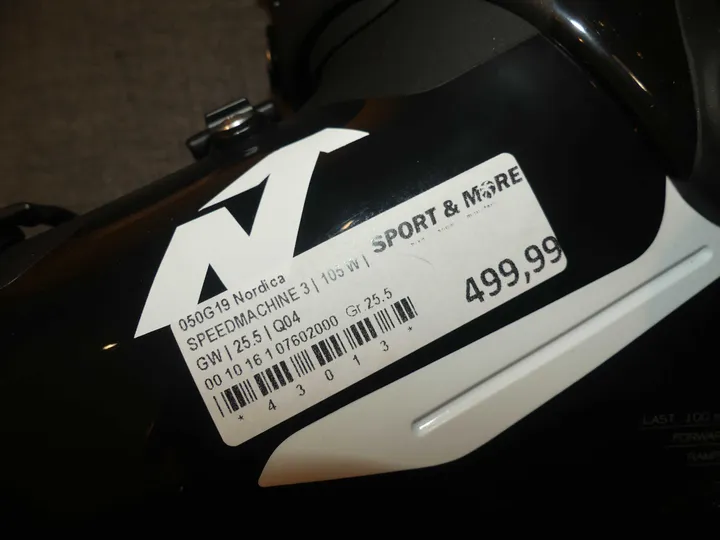 SPORT & MORE
499,99
050G19 Nordica
SPEEDMACHINE 3 | 105 W |
GW | 25.5 | Q04
00 10 16 1 07602000 Gr 25.5
* 4 3 0 1 3 *
LAST